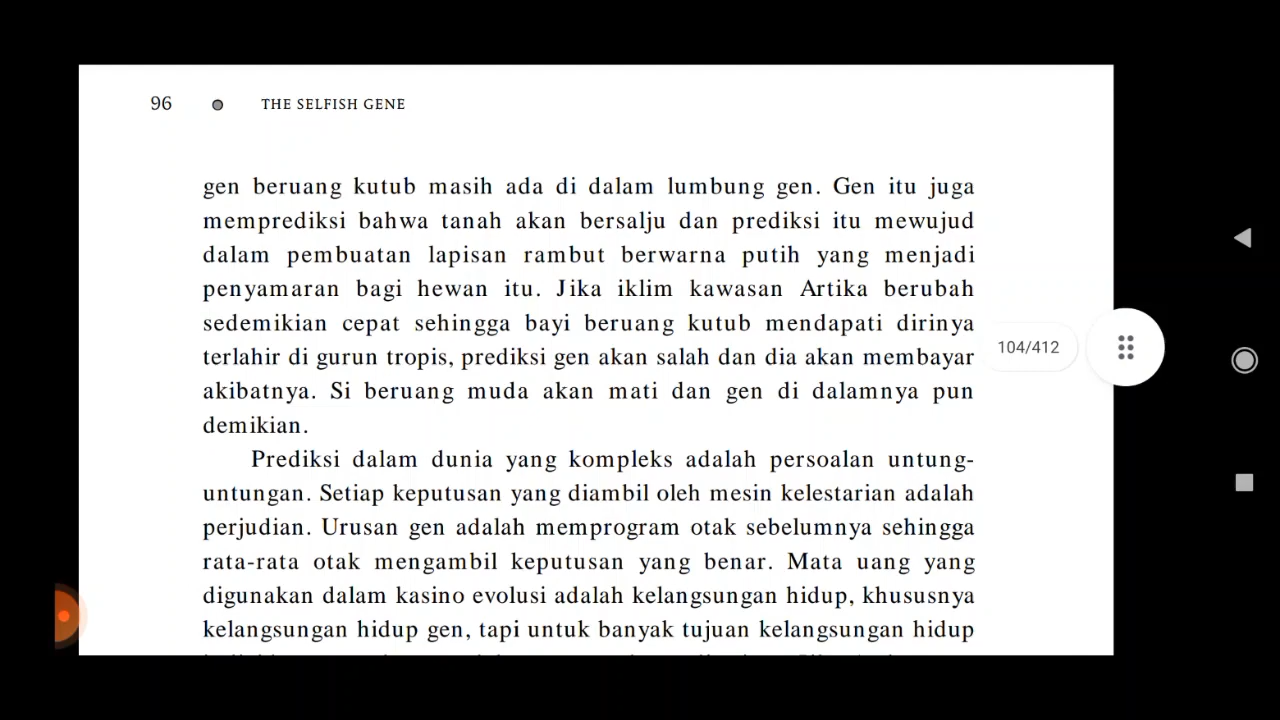 96 THE SELFISH GENE
gen beruang kutub masih ada di dalam lumbung gen. Gen itu juga
memprediksi bahwa tanah akan bersalju dan prediksi itu mewujud
dalam pembuatan lapisan rambut berwarna putih yang menjadi
penyamaran bagi hewan itu. Jika iklim kawasan Artika berubah
sedemikian cepat sehingga bayi beruang kutub mendapati dirinya
terlahir di gurun tropis, prediksi gen akan salah dan dia akan membayar
akibatnya. Si beruang muda akan mati dan gen di dalamnya pun
demikian.
Prediksi dalam dunia yang kompleks adalah persoalan untung-
untungan. Setiap keputusan yang diambil oleh mesin kelestarian adalah
perjudian. Urusan gen adalah memprogram otak sebelumnya sehingga
rata-rata otak mengambil keputusan yang benar. Mata uang yang
digunakan dalam kasino evolusi adalah kelangsungan hidup, khususnya
kelangsungan hidup gen, tapi untuk banyak tujuan kelangsungan hidup
104/412